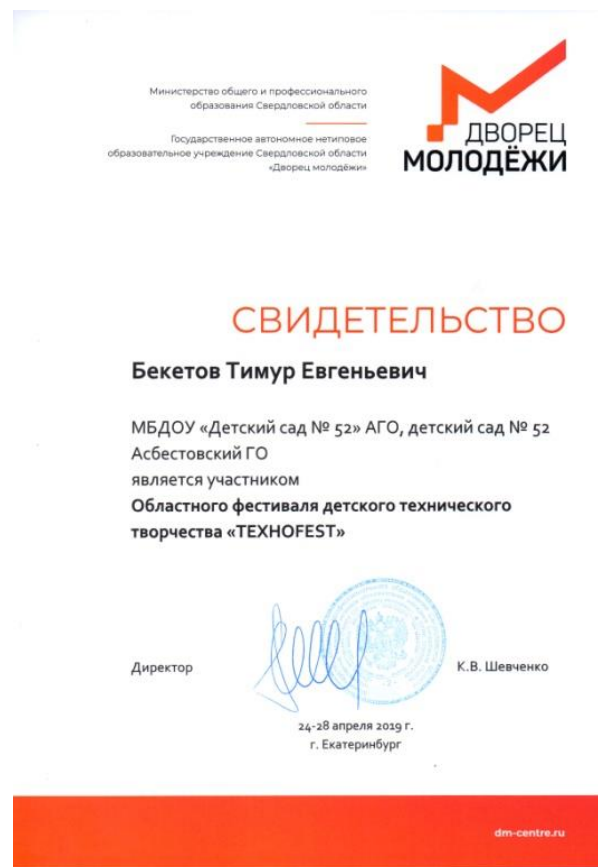 Министерство общего и профессионального
образования Свердловской области
Государственное автономное нетиповое
образовательное учреждение Свердловской области
«Дворец молодёжи»
ДВОРЕЦ
МОЛОДЁЖИ
СВИДЕТЕЛЬСТВО
Бекетов Тимур Евгеньевич
МБДОУ «Детский сад № 52» АГО, детский сад № 52
Асбестовский ГО
является участником
Областного фестиваля детского технического
творчества «ТЕХНОFEST»
Директор
К.В. Шевченко
24-28 апреля 2019 г.
г. Екатеринбург
dm-centre.ru